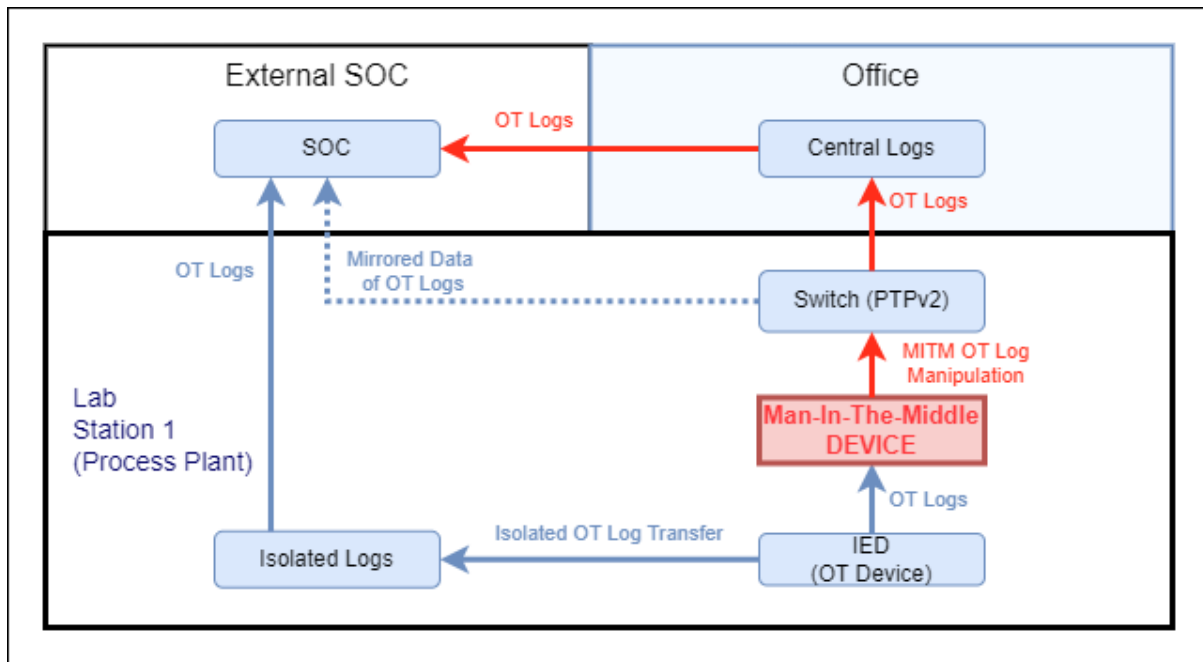 External SOC
Office
OT Logs
SOC
Central Logs
OT Logs
OT Logs
Mirrored Data
of OT Logs
Switch (PTPv2)
MITM OT Log
Manipulation
Lab
Station 1
(Process Plant)
Man-In-The-Middle
DEVICE
OT Logs
Isolated OT Log Transfer
Isolated Logs
IED
(OT Device)